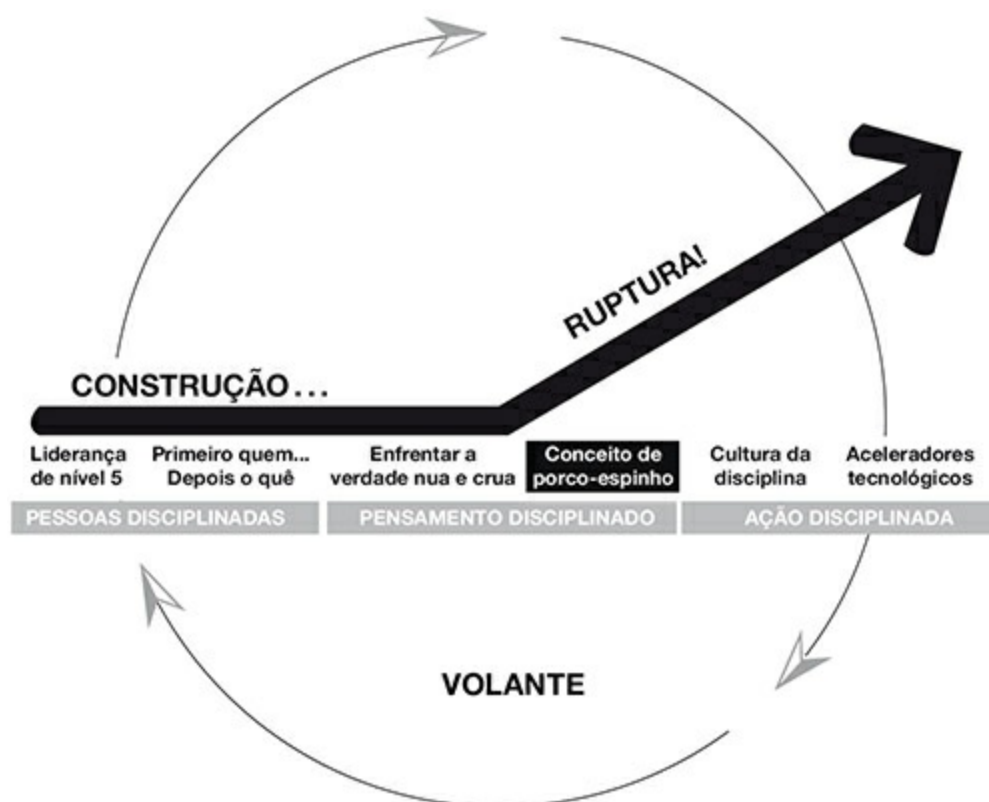 RUPTURA!
CONSTRUÇÃO...
Liderança
de nível 5
Primeiro quem...
Depois o quê
Enfrentar a
verdade nua e crua
Conceito de
porco-espinho
Cultura da
disciplina
Aceleradores
tecnológicos
PESSOAS DISCIPLINADAS
PENSAMENTO DISCIPLINADO
AÇÃO DISCIPLINADA
VOLANTE